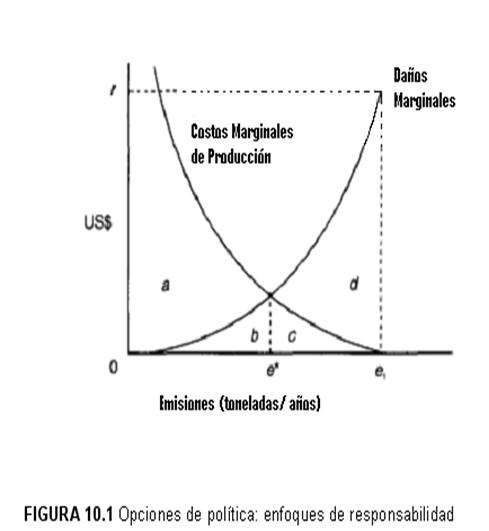 Daños
Marginales
r
Costos Marginales
de Producción
US$
a
d
b
c
0
e*
e₁
Emisiones (toneladas/ años)
FIGURA 10.1 Opciones de política: enfoques de responsabilidad